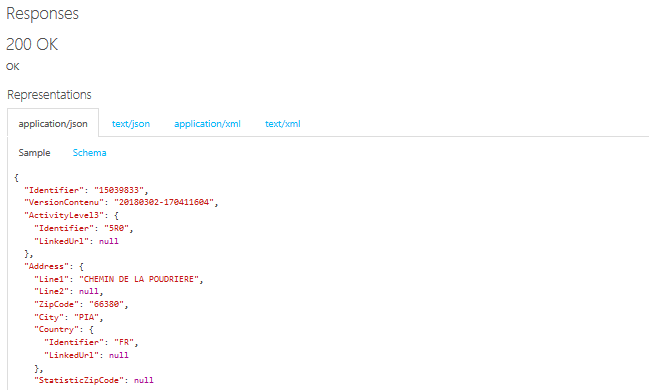 Responses
200 OK
OK
Representations
application/json text/json application/xml text/xml
Sample Schema
{
"Identifier": "15039833",
"VersionContenu": "20180302-170411604",
"ActivityLevel3": {
"Identifier": "5R0",
"LinkedUrl": null
},
"Address": {
"Line1": "CHEMIN DE LA POUDRIERE",
"Line2": null,
"ZipCode": "66380",
"City": "PIA",
"Country": {
"Identifier": "FR",
"LinkedUrl": null
},
"StatisticZipCode": null